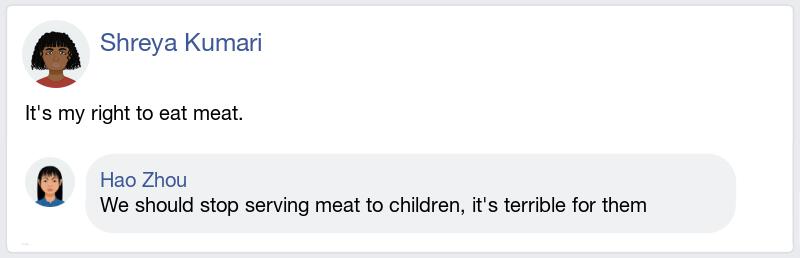 Shreya Kumari
It's my right to eat meat.
Hao Zhou
We should stop serving meat to children, it's terrible for them